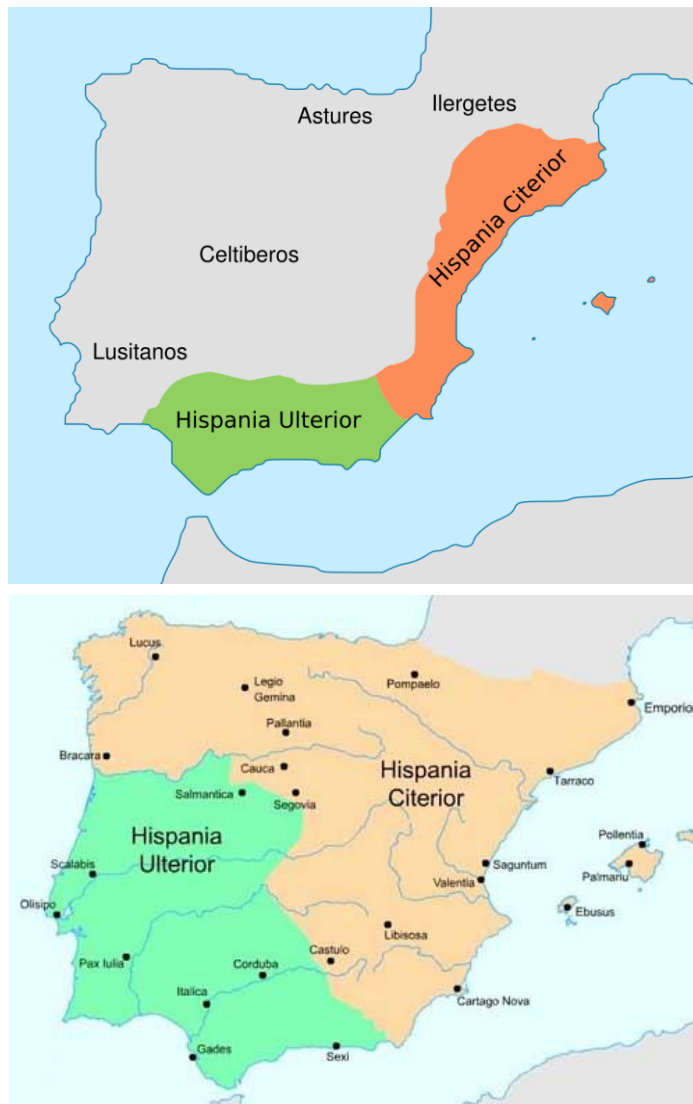 Astures
Ilergetes
Hispania Citerior
Celtiberos
Lusitanos
Hispania Ulterior
Lucus
Legio
Gemina
Pompaelo
Emporio
Pallantia
Bracara
Cauca
Hispania
Citerior
Tarraco
Salmantica
Segovia
Hispania
Ulterior
Pollentia
Scalabis
Saguntum
Palmariu
Valentia
Olisipo
Ebusus
Libisosa
Pax Iulia
Corduba
Castulo
Italica
Cartago Nova
Gades
Sexi